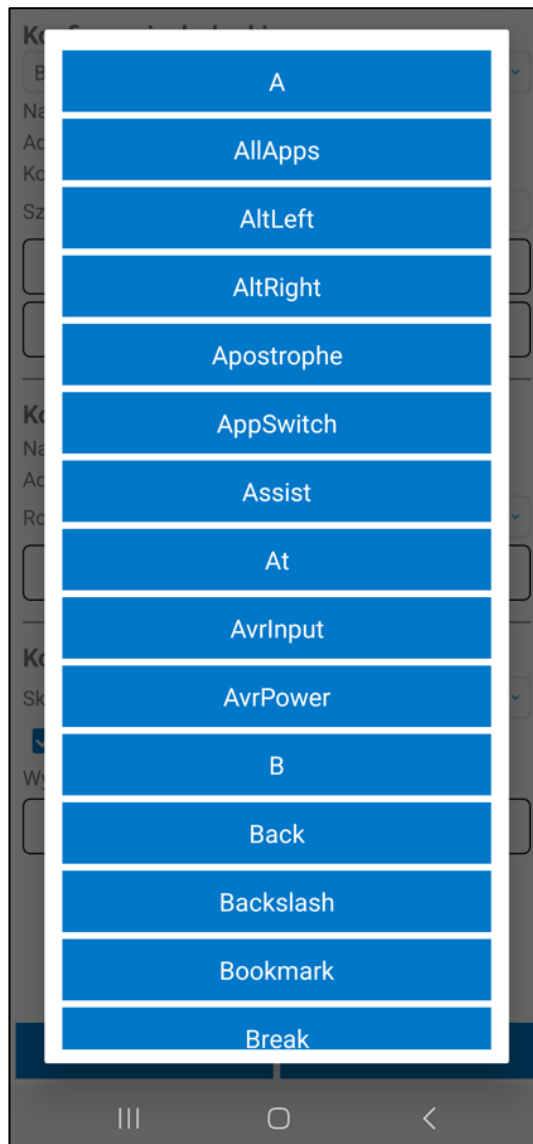 A
AllApps
AltLeft
AltRight
Apostrophe
AppSwitch
Assist
At
AvrInput
AvrPower
B
Back
Backslash
Bookmark
Break